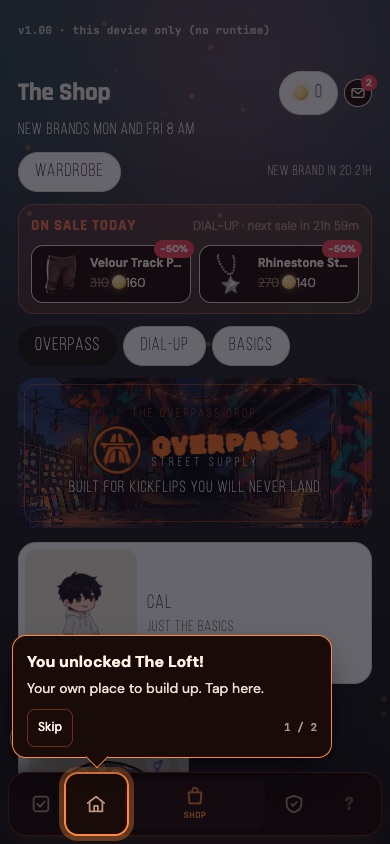 v1.00 · this device only (no runtime)
The Shop
0
2
NEW BRANDS MON AND FRI 8 AM
WARDROBE
NEW BRAND IN 2D 21H
ON SALE TODAY
DIAL-UP · next sale in 21h 59m
-50%
-50%
Velour Track P…
Rhinestone St…
310 160
270 140
OVERPASS
DIAL-UP
BASICS
THE OVERPASS DROP
OVERPASS
STREET SUPPLY
BUILT FOR KICKFLIPS YOU WILL NEVER LAND
CAL
JUST THE BASICS
You unlocked The Loft!
Your own place to build up. Tap here.
Skip
1 / 2
SHOP
?